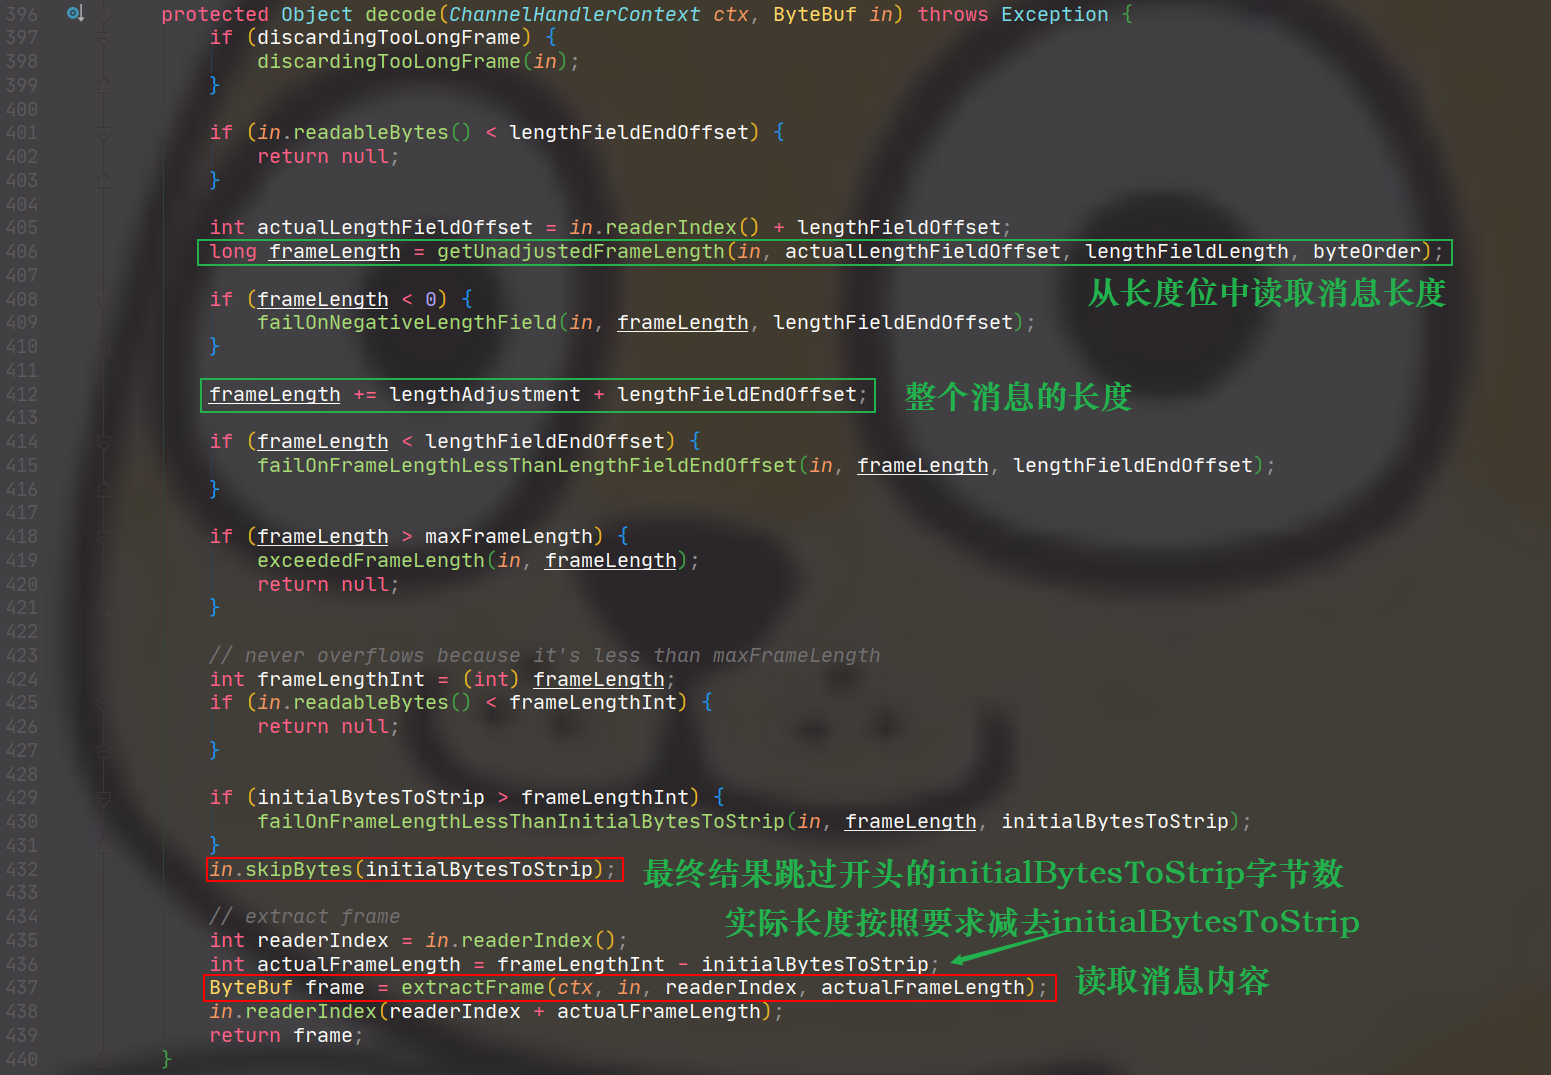 396 protected Object decode(ChannelHandlerContext ctx, ByteBuf in) throws Exception {
397 if (discardingTooLongFrame) {
398 discardingTooLongFrame(in);
399 }
400
401 if (in.readableBytes() < lengthFieldEndOffset) {
402 return null;
403 }
404
405 int actualLengthFieldOffset = in.readerIndex() + lengthFieldOffset;
406 long frameLength = getUnadjustedFrameLength(in, actualLengthFieldOffset, lengthFieldLength, byteOrder);
407
从长度位中读取消息长度
408 if (frameLength < 0) {
409 failOnNegativeLengthField(in, frameLength, lengthFieldEndOffset);
410 }
411
412 frameLength += lengthAdjustment + lengthFieldEndOffset; 整个消息的长度
413
414 if (frameLength < lengthFieldEndOffset) {
415 failOnFrameLengthLessThanLengthFieldEndOffset(in, frameLength, lengthFieldEndOffset);
416 }
417
418 if (frameLength > maxFrameLength) {
419 exceededFrameLength(in, frameLength);
420 return null;
421 }
422
423 // never overflows because it's less than maxFrameLength
424 int frameLengthInt = (int) frameLength;
425 if (in.readableBytes() < frameLengthInt) {
426 return null;
427 }
428
429 if (initialBytesToStrip > frameLengthInt) {
430 failOnFrameLengthLessThanInitialBytesToStrip(in, frameLength, initialBytesToStrip);
431 }
432 in.skipBytes(initialBytesToStrip); 最终结果跳过开头的initialBytesToStrip字节数
433
434 // extract frame 实际长度按照要求减去initialBytesToStrip
435 int readerIndex = in.readerIndex();
436 int actualFrameLength = frameLengthInt - initialBytesToStrip;
437 ByteBuf frame = extractFrame(ctx, in, readerIndex, actualFrameLength); 读取消息内容
438 in.readerIndex(readerIndex + actualFrameLength);
439 return frame;
440 }